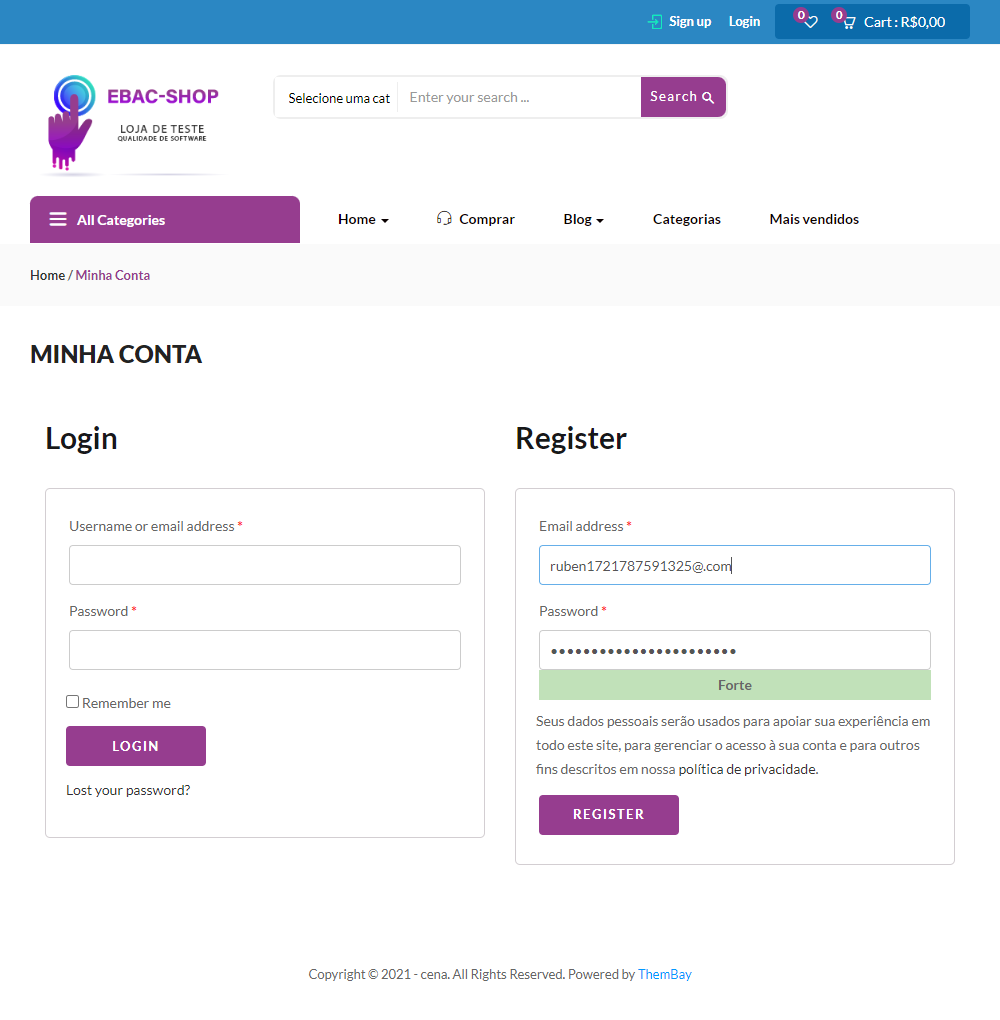 Sign up Login 0 0 Cart : R$0,00
EBAC-SHOP
LOJA DE TESTE
QUALIDADE DE SOFTWARE
Selecione uma cat Enter your search ... Search
All Categories Home Comprar Blog Categorias Mais vendidos
Home / Minha Conta
MINHA CONTA
Login
Username or email address *
Password *
Remember me
LOGIN
Lost your password?
Register
Email address *
ruben1721787591325@.com
Password *
•••••••••••••••••••••••
Forte
Seus dados pessoais serão usados para apoiar sua experiência em
todo este site, para gerenciar o acesso à sua conta e para outros
fins descritos em nossa política de privacidade.
REGISTER
Copyright © 2021 - cena. All Rights Reserved. Powered by ThemBay